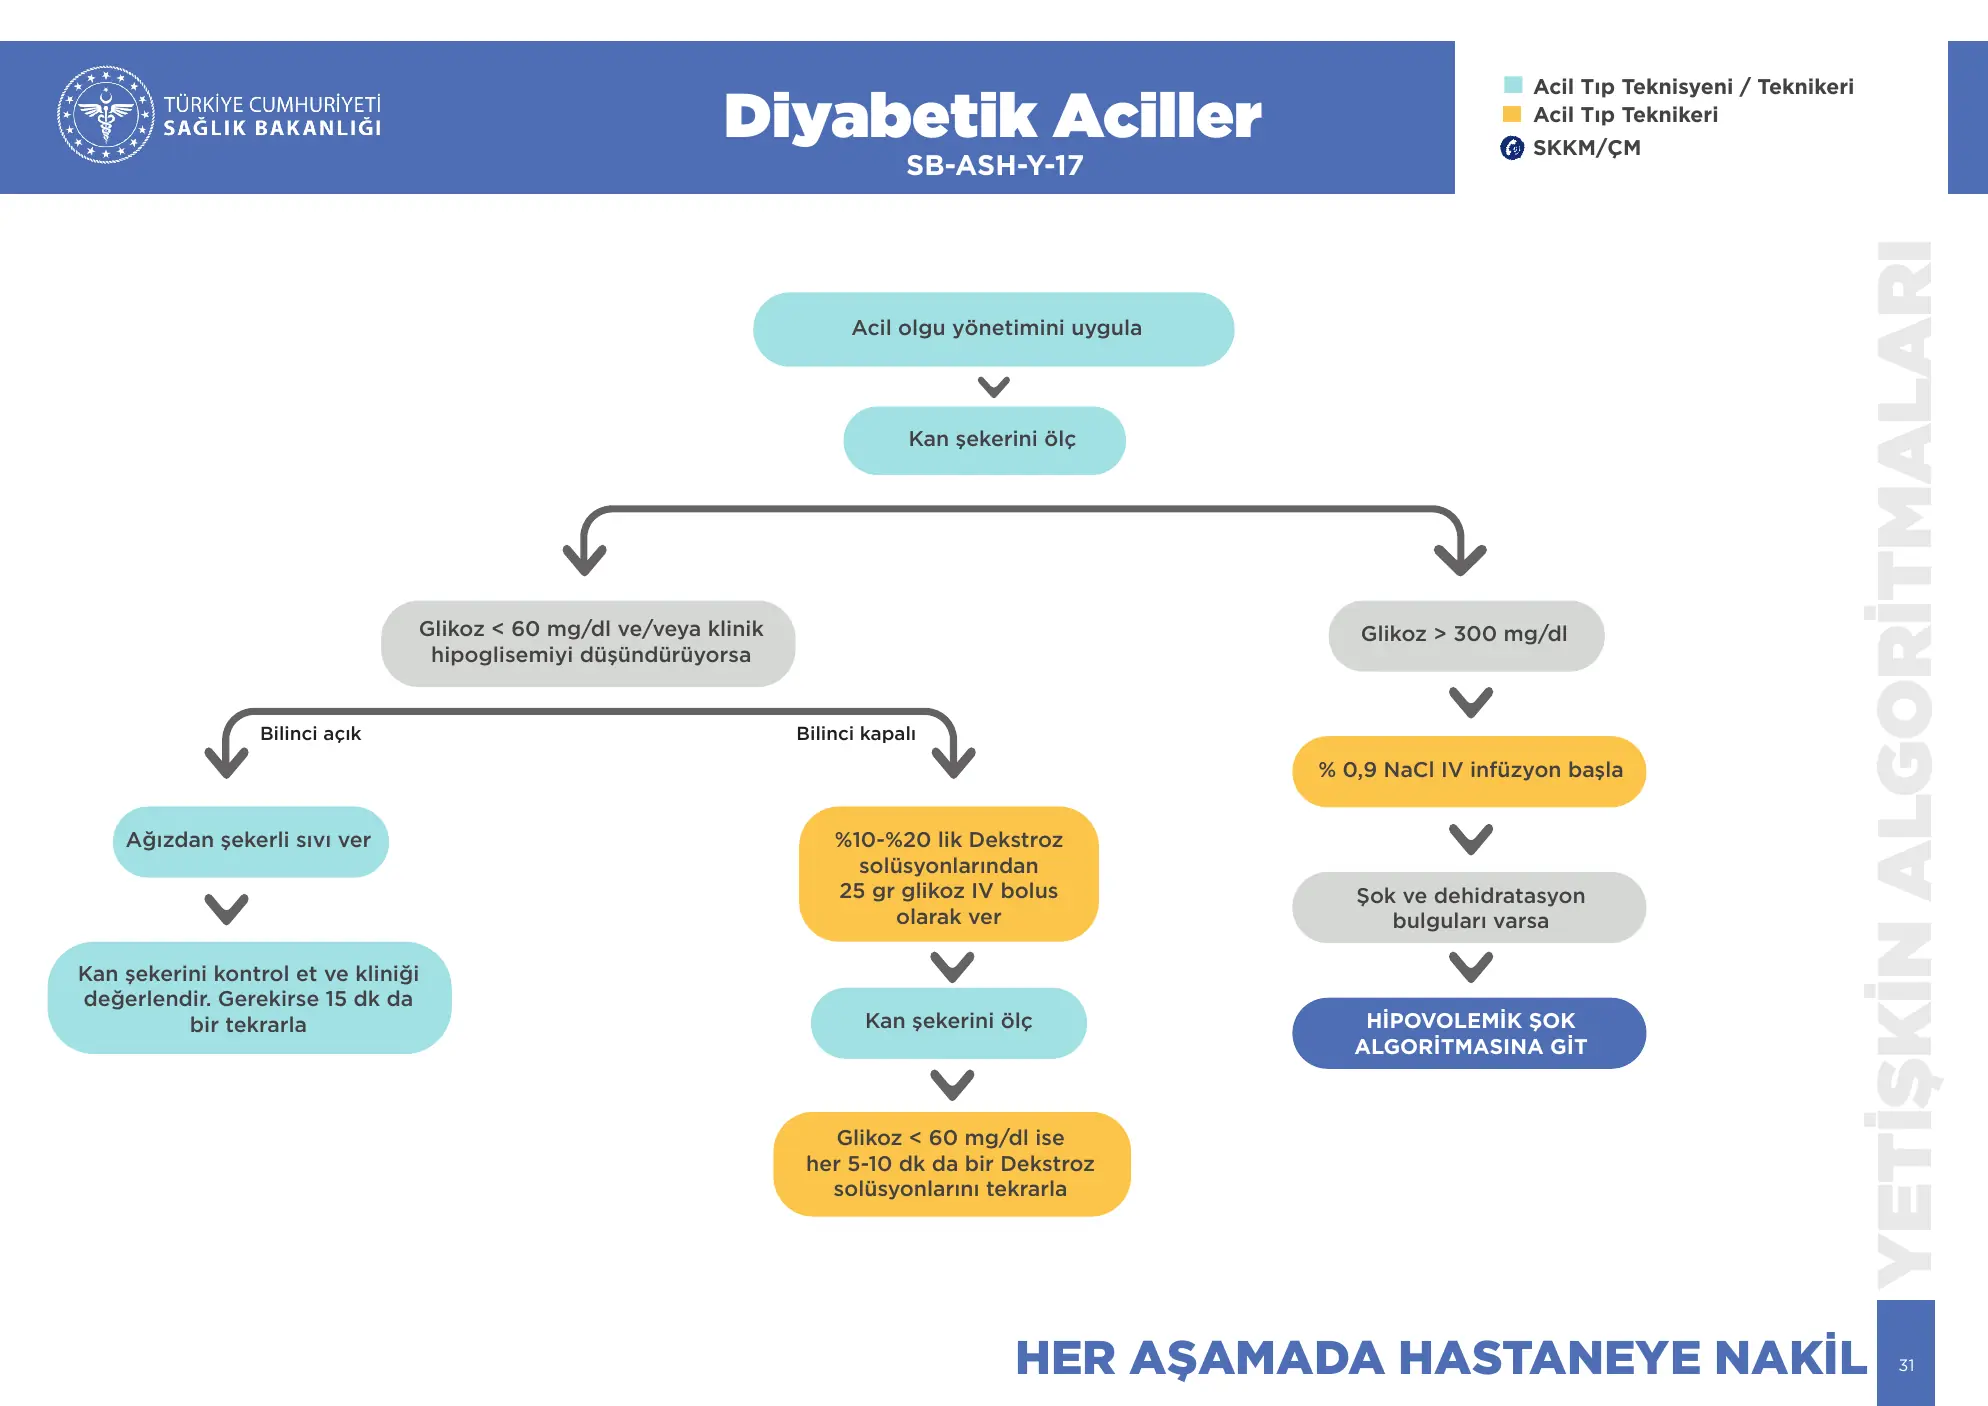 TÜRKİYE CUMHURİYETİ
SAĞLIK BAKANLIĞI
Diyabetik Aciller
SB-ASH-Y-17
Acil Tıp Teknisyeni / Teknikeri
Acil Tıp Teknikeri
SKKM/ÇM
Acil olgu yönetimini uygula
Kan şekerini ölç
Glikoz < 60 mg/dl ve/veya klinik
hipoglisemiyi düşündürüyorsa
Bilinci açık
Ağızdan şekerli sıvı ver
Kan şekerini kontrol et ve kliniği
değerlendir. Gerekirse 15 dk da
bir tekrarla
Bilinci kapalı
%10-%20 lik Dekstroz
solüsyonlarından
25 gr glikoz IV bolus
olarak ver
Kan şekerini ölç
Glikoz < 60 mg/dl ise
her 5-10 dk da bir Dekstroz
solüsyonlarını tekrarla
Glikoz > 300 mg/dl
% 0,9 NaCl IV infüzyon başla
Şok ve dehidratasyon
bulguları varsa
HİPOVOLEMİK ŞOK
ALGORİTMASINA GİT
YETİŞKİN ALGORİTMALARI
HER AŞAMADA HASTANEYE NAKİL
31